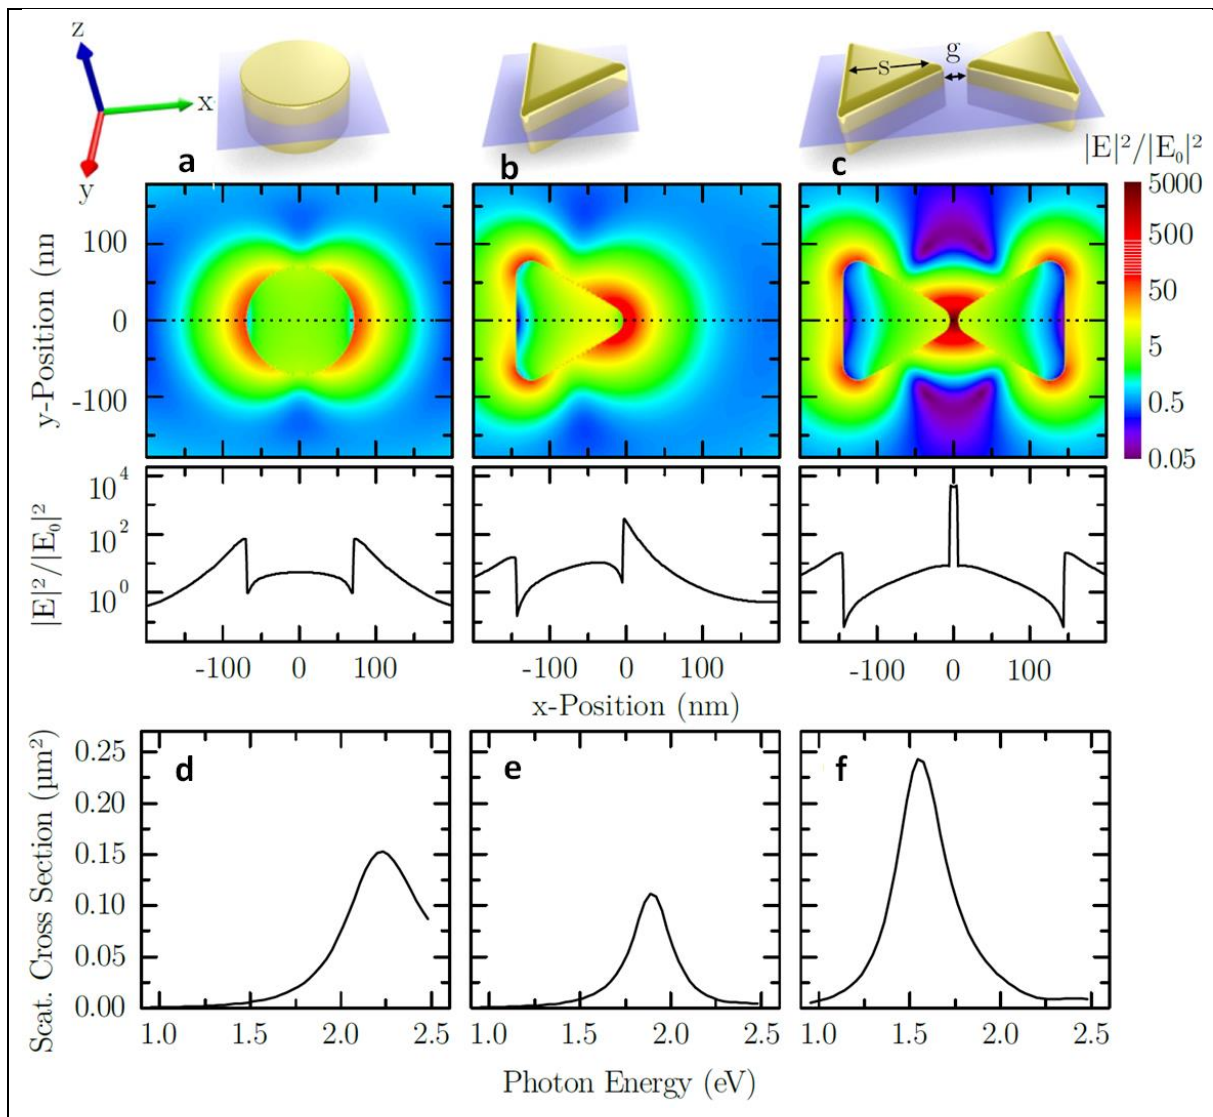 z
x
y
s
g
a
b
c
|E|²/|E₀|²
5000
500
50
5
0.5
0.05
y-Position (nm
100
0
-100
|E|²/|E₀|²
10⁴
10²
10⁰
-100 0 100 -100 0 100 -100 0 100
x-Position (nm)
Scat. Cross Section (µm²)
0.25
0.20
0.15
0.10
0.05
0.00
d
e
f
1.0 1.5 2.0 2.5 1.0 1.5 2.0 2.5 1.0 1.5 2.0 2.5
Photon Energy (eV)